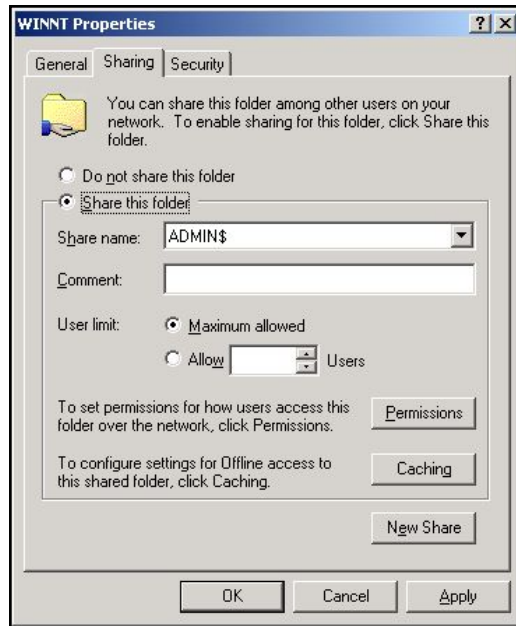 WINNT Properties
General Sharing Security
You can share this folder among other users on your
network. To enable sharing for this folder, click Share this
folder.
Do not share this folder
Share this folder
Share name: ADMIN$
Comment:
User limit: Maximum allowed
Allow Users
To set permissions for how users access this
folder over the network, click Permissions.
Permissions
To configure settings for Offline access to
this shared folder, click Caching.
Caching
New Share
OK Cancel Apply